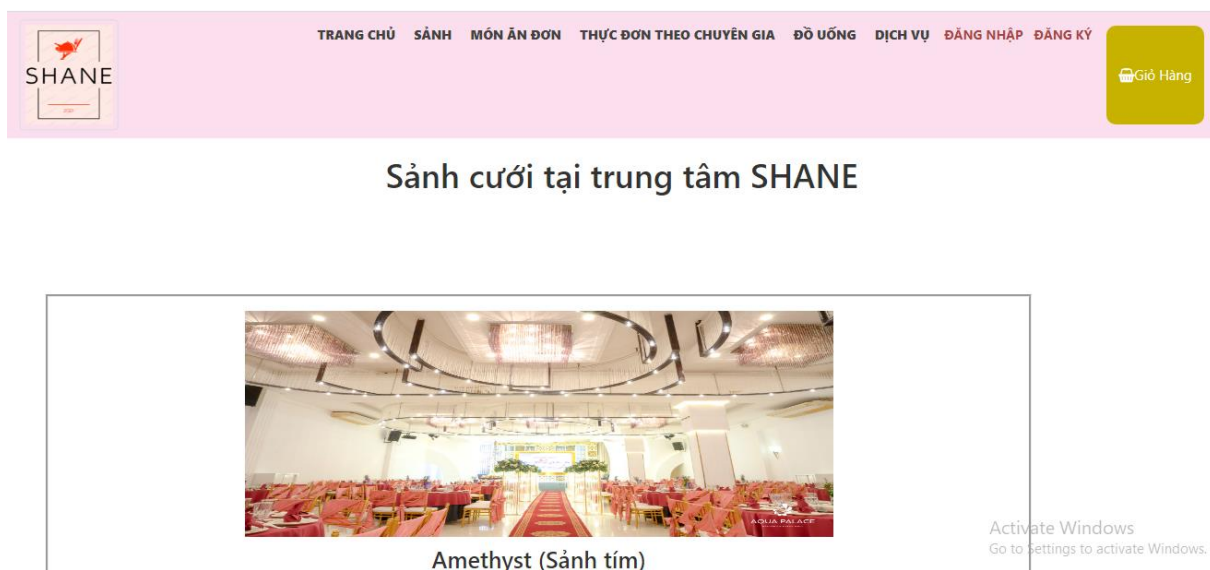 SHANE
TRANG CHỦ SẢNH MÓN ĂN ĐƠN THỰC ĐƠN THEO CHUYÊN GIA ĐỒ UỐNG DỊCH VỤ ĐĂNG NHẬP ĐĂNG KÝ
Giỏ Hàng
Sảnh cưới tại trung tâm SHANE
AQUA PALACE
Amethyst (Sảnh tím)
Activate Windows
Go to Settings to activate Windows.